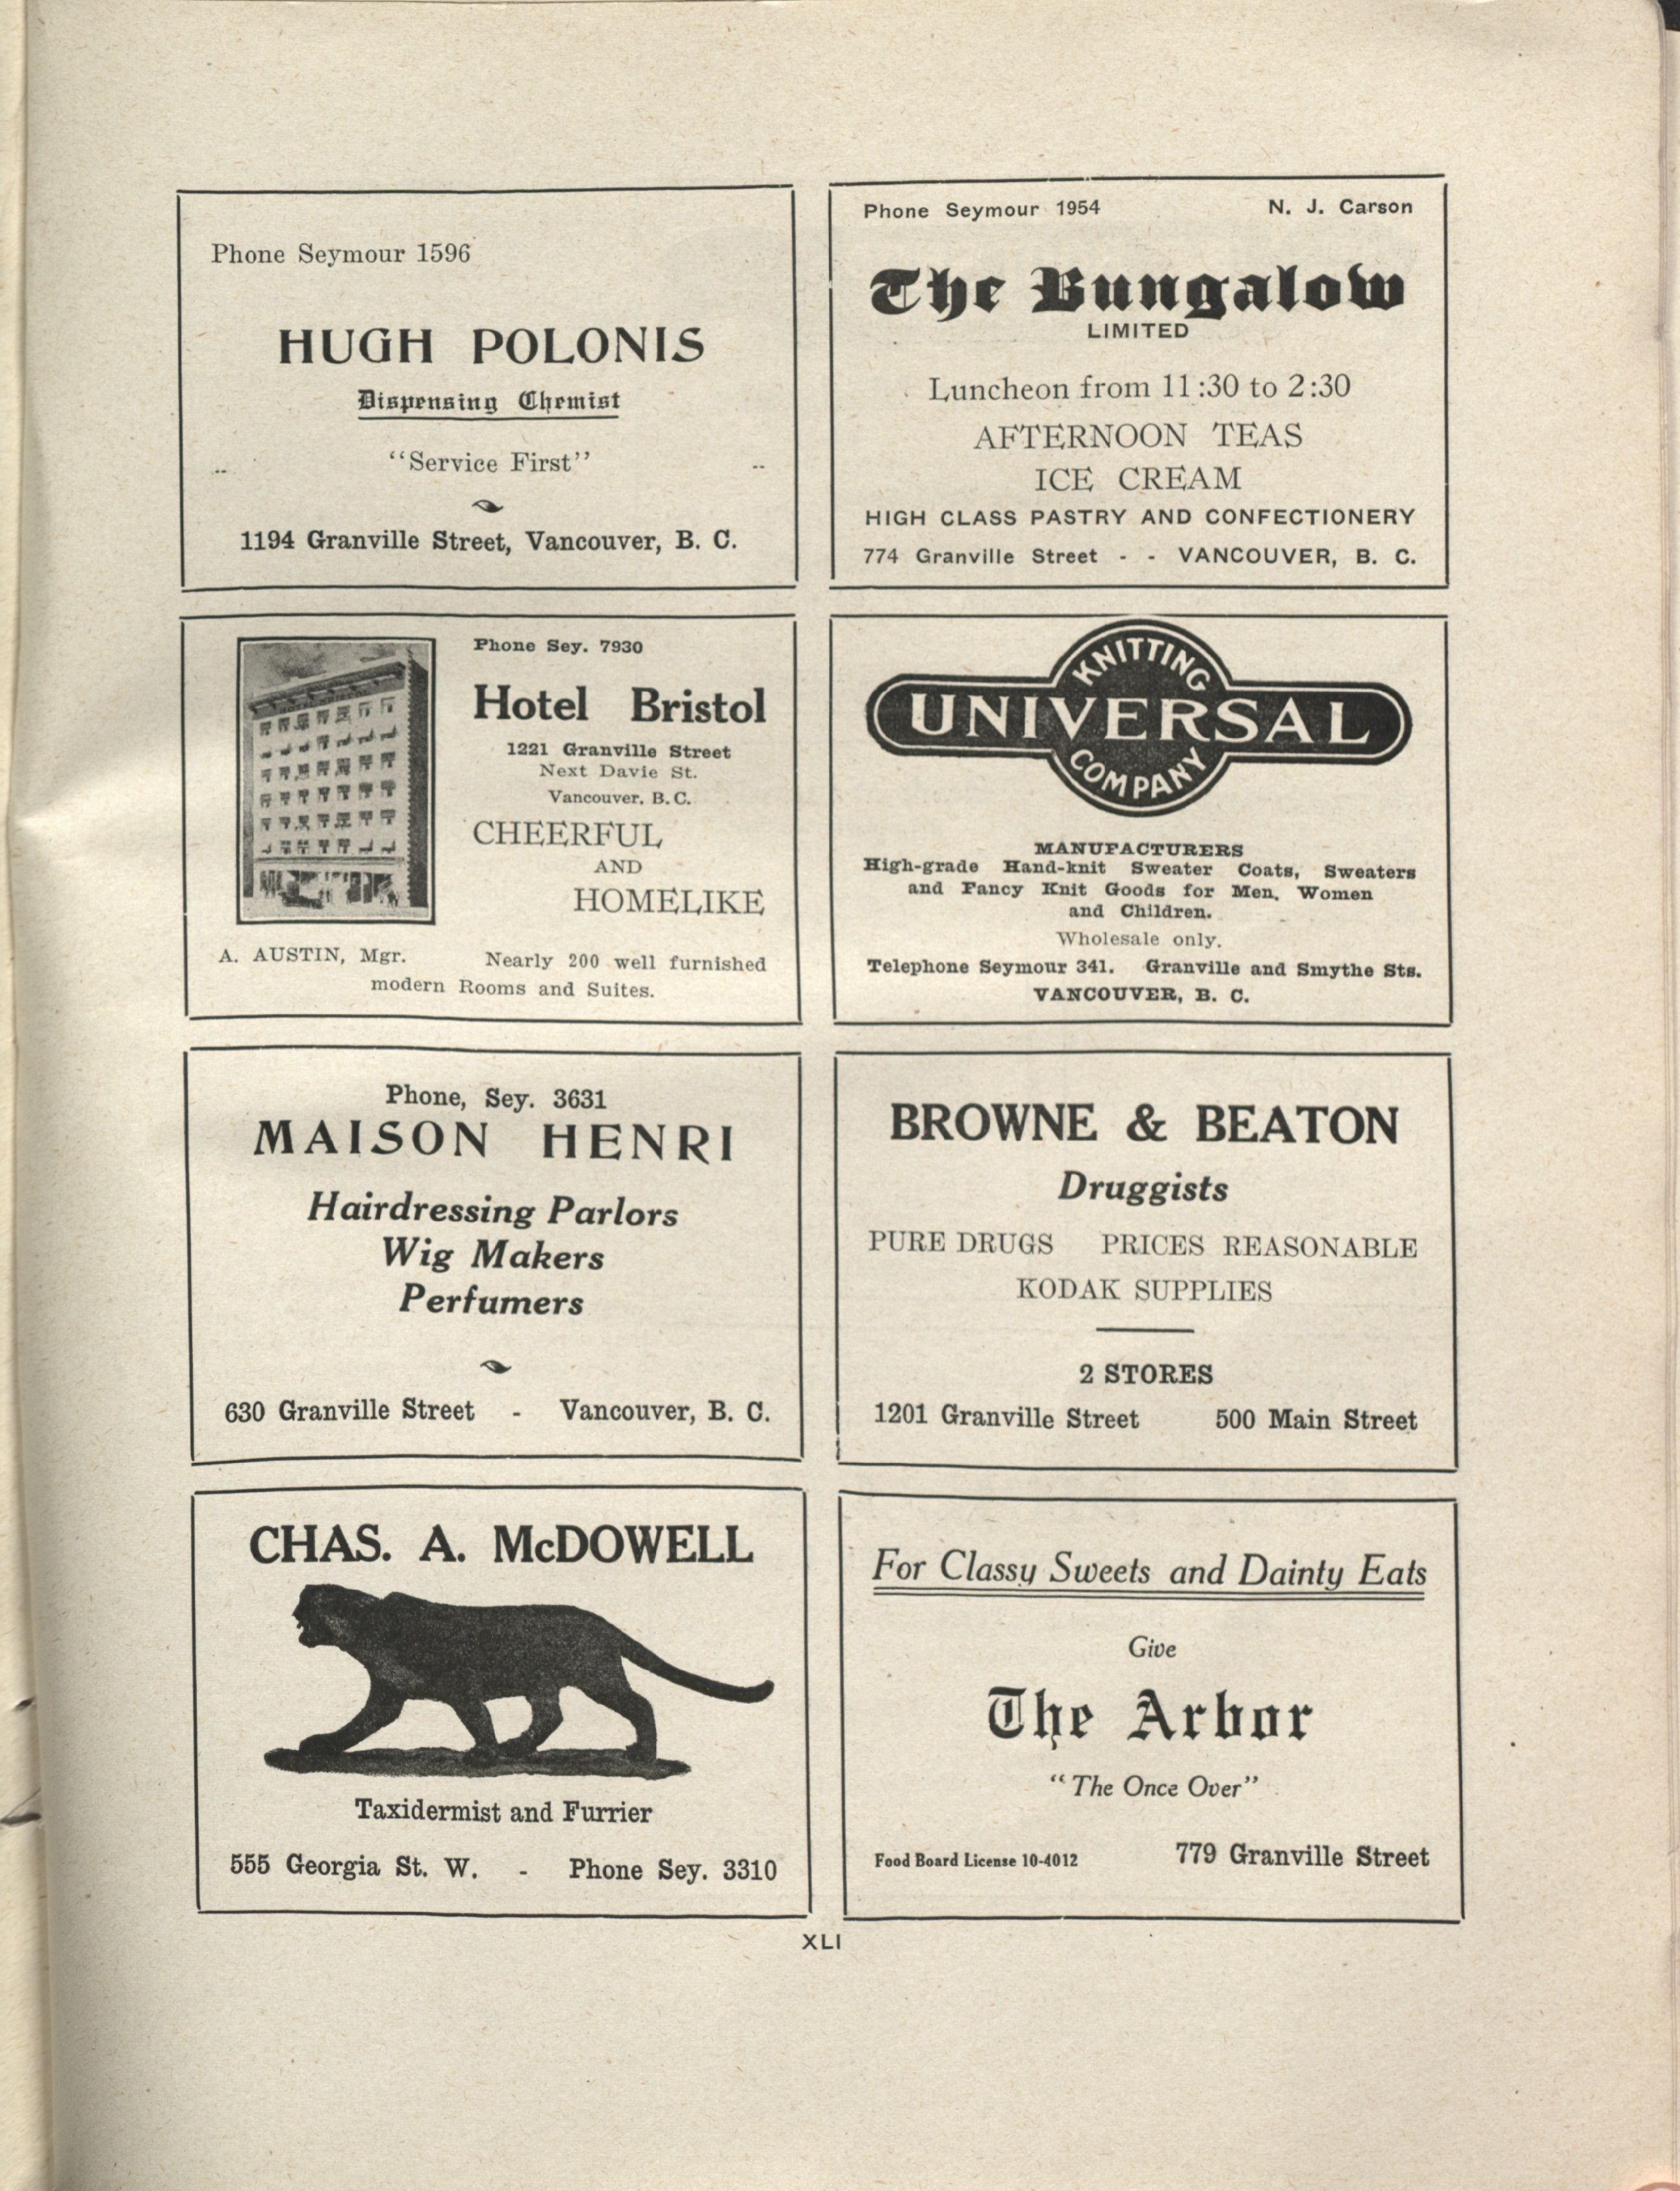 Phone Seymour 1596
HUGH POLONIS
Dispensing Chemist
"Service First"
1194 Granville Street, Vancouver, B. C.
Phone Seymour 1954 N. J. Carson
The Bungalow
LIMITED
Luncheon from 11:30 to 2:30
AFTERNOON TEAS
ICE CREAM
HIGH CLASS PASTRY AND CONFECTIONERY
774 Granville Street - - VANCOUVER, B. C.
Phone Sey. 7930
Hotel Bristol
1221 Granville Street
Next Davie St.
Vancouver, B. C.
CHEERFUL
AND
HOMELIKE
A. AUSTIN, Mgr. Nearly 200 well furnished
modern Rooms and Suites.
KNITTING
UNIVERSAL
COMPANY
MANUFACTURERS
High-grade Hand-knit Sweater Coats, Sweaters
and Fancy Knit Goods for Men, Women
and Children.
Wholesale only.
Telephone Seymour 341. Granville and Smythe Sts.
VANCOUVER, B. C.
Phone, Sey. 3631
MAISON HENRI
Hairdressing Parlors
Wig Makers
Perfumers
630 Granville Street - Vancouver, B. C.
BROWNE & BEATON
Druggists
PURE DRUGS PRICES REASONABLE
KODAK SUPPLIES
2 STORES
1201 Granville Street 500 Main Street
CHAS. A. McDOWELL
Taxidermist and Furrier
555 Georgia St. W. - Phone Sey. 3310
For Classy Sweets and Dainty Eats
Give
The Arbor
"The Once Over"
Food Board License 10-4012 779 Granville Street
XLI